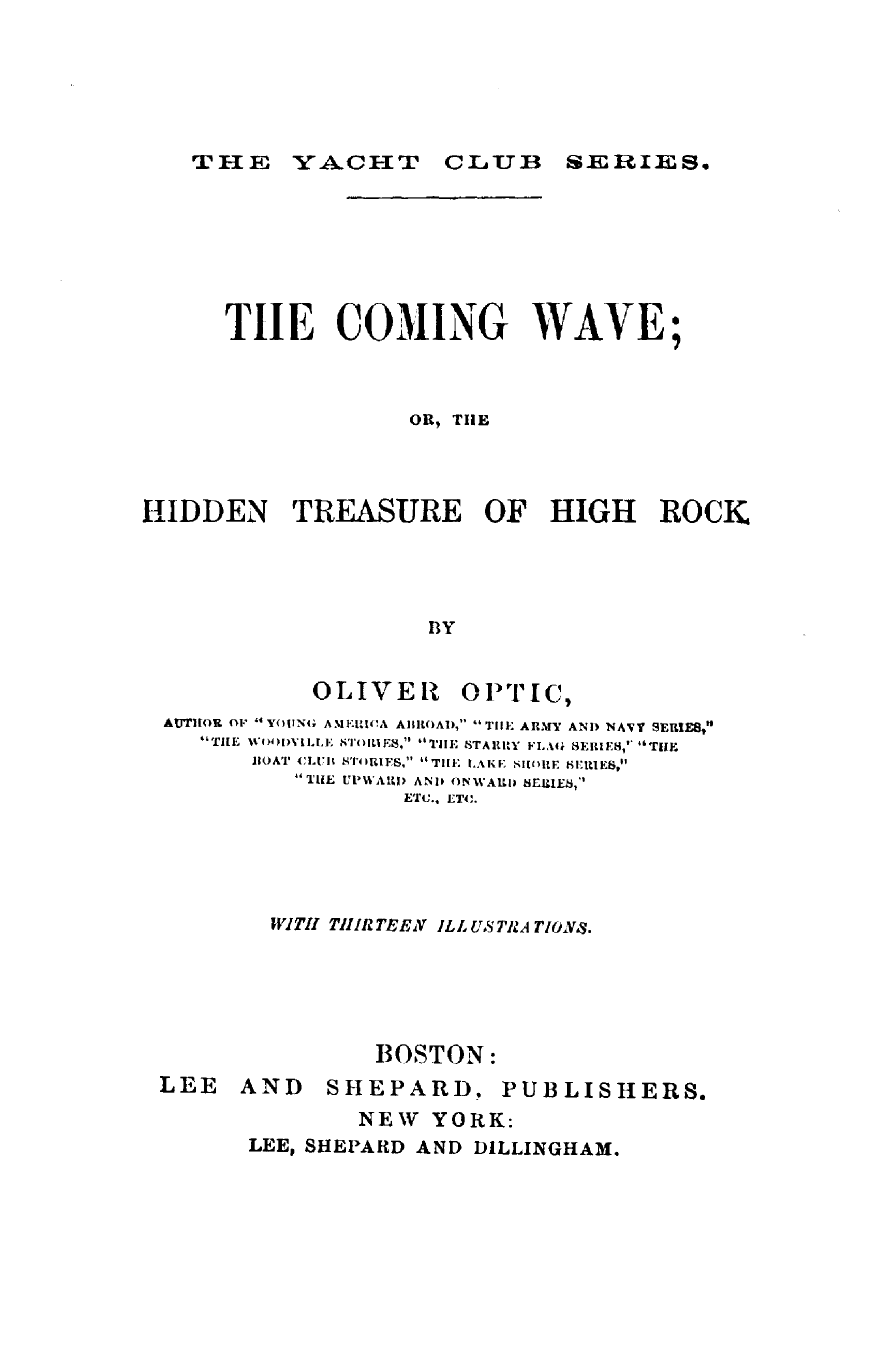 THE YACHT CLUB SERIES.
THE COMING WAVE;
OR, THE
HIDDEN TREASURE OF HIGH ROCK
BY
OLIVER OPTIC,
AUTHOR OF "YOUNG AMERICA ABROAD," "THE ARMY AND NAVY SERIES,"
"THE WOODVILLE STORIES," "THE STARRY FLAG SERIES," "THE
BOAT CLUB STORIES," "THE LAKE SHORE SERIES,"
"THE UPWARD AND ONWARD SERIES,"
ETC., ETC.
WITH THIRTEEN ILLUSTRATIONS.
BOSTON:
LEE AND SHEPARD, PUBLISHERS.
NEW YORK:
LEE, SHEPARD AND DILLINGHAM.